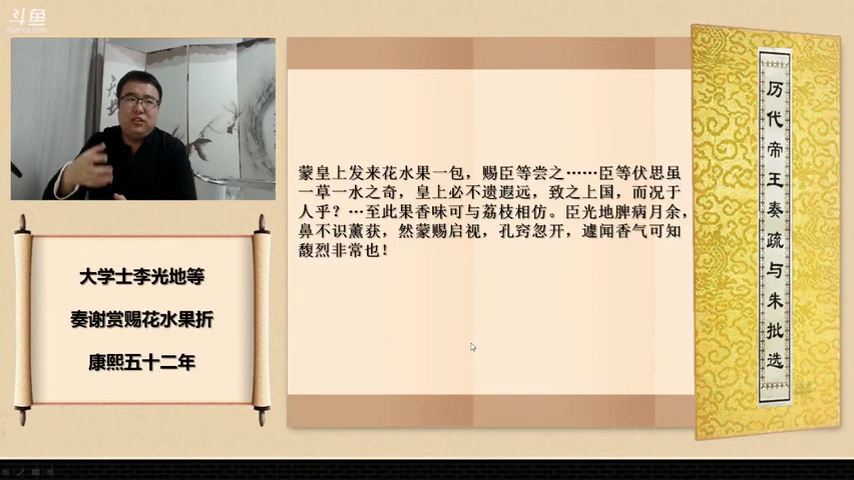 斗鱼
DOUYU.COM
蒙皇上发来花水果一包，赐臣等尝之……臣等伏思虽
一草一水之奇，皇上必不遗遐远，致之上国，而况于
人乎？…至此果香味可与荔枝相仿。臣光地脾病月余，
鼻不识薰获，然蒙赐启视，孔窍忽开，遽闻香气可知
馥烈非常也！
大学士李光地等
奏谢赏赐花水果折
康熙五十二年
历代帝王奏疏与朱批选